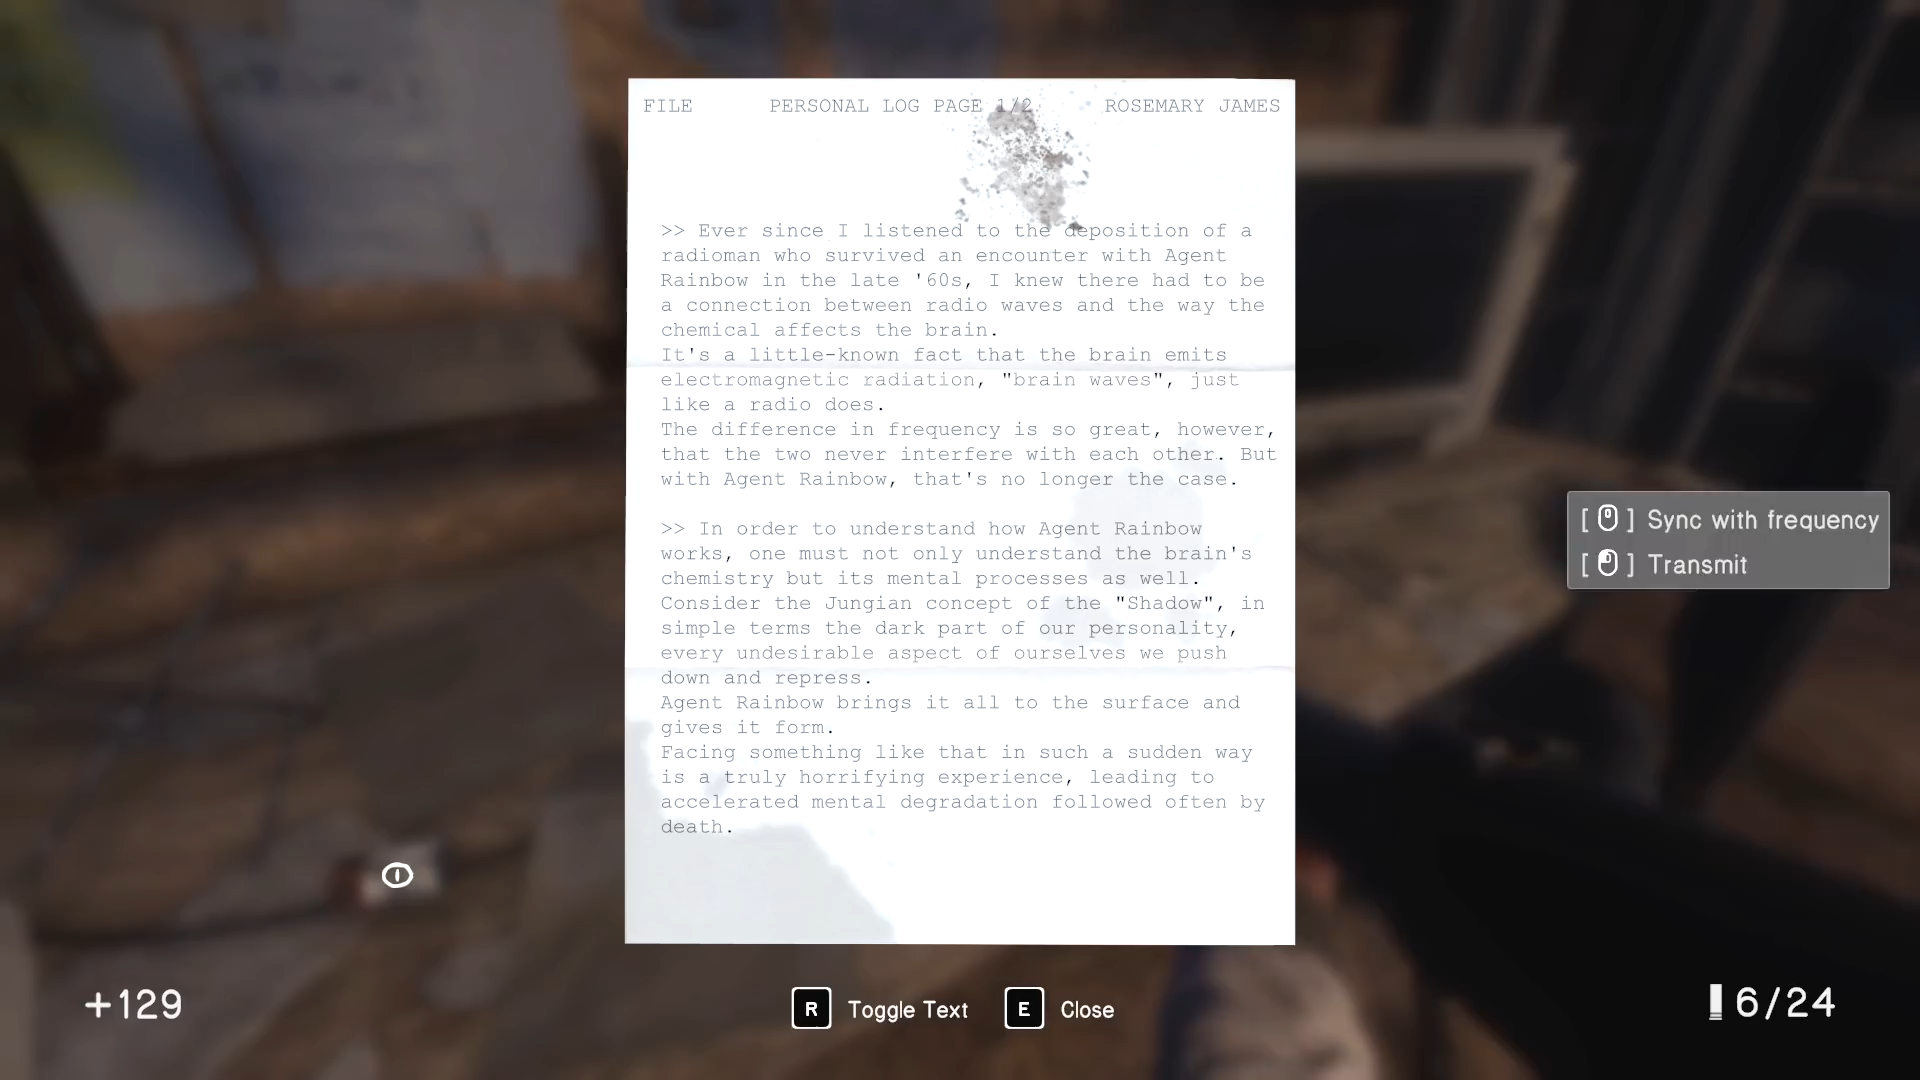 FILE PERSONAL LOG PAGE 1/2 ROSEMARY JAMES
>> Ever since I listened to the deposition of a
radioman who survived an encounter with Agent
Rainbow in the late '60s, I knew there had to be
a connection between radio waves and the way the
chemical affects the brain.
It's a little-known fact that the brain emits
electromagnetic radiation, "brain waves", just
like a radio does.
The difference in frequency is so great, however,
that the two never interfere with each other. But
with Agent Rainbow, that's no longer the case.
>> In order to understand how Agent Rainbow
works, one must not only understand the brain's
chemistry but its mental processes as well.
Consider the Jungian concept of the "Shadow", in
simple terms the dark part of our personality,
every undesirable aspect of ourselves we push
down and repress.
Agent Rainbow brings it all to the surface and
gives it form.
Facing something like that in such a sudden way
is a truly horrifying experience, leading to
accelerated mental degradation followed often by
death.
[ ] Sync with frequency
[ ] Transmit
+129
R Toggle Text E Close
6/24